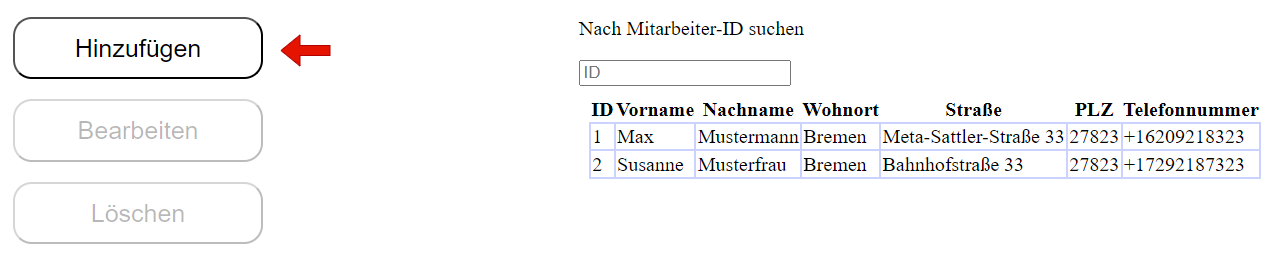 Hinzufügen
Bearbeiten
Löschen
Nach Mitarbeiter-ID suchen
ID
ID Vorname Nachname Wohnort Straße PLZ Telefonnummer
1 Max Mustermann Bremen Meta-Sattler-Straße 33 27823 +16209218323
2 Susanne Musterfrau Bremen Bahnhofstraße 33 27823 +17292187323